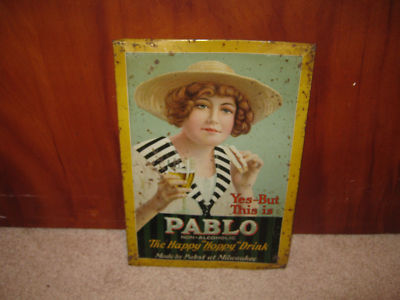 Yes-But
This is
PABLO
NON-ALCOHOLIC
The Happy "Hoppy" Drink
Made by Pabst at Milwaukee